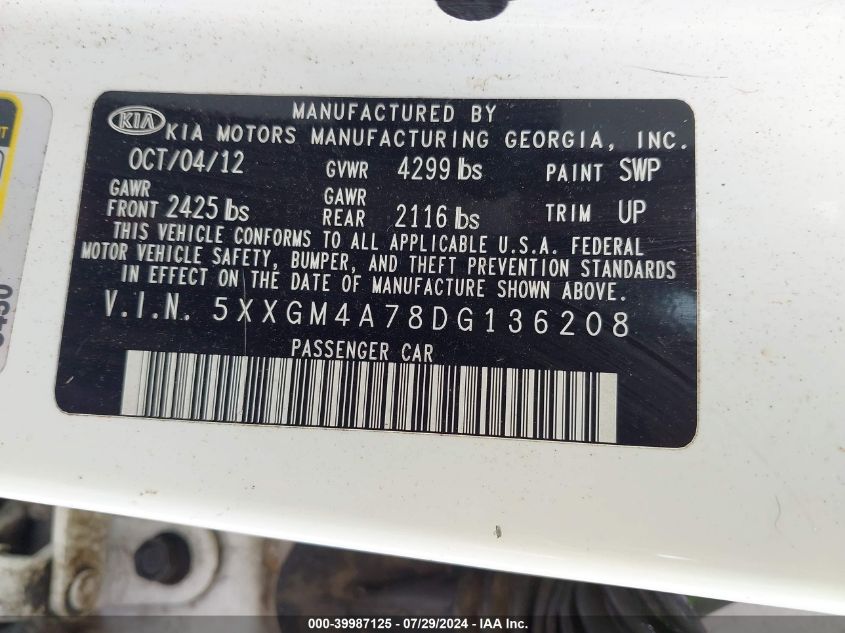 MANUFACTURED BY
KIA KIA MOTORS MANUFACTURING GEORGIA, INC.
OCT/04/12 GVWR 4299 lbs PAINT SWP
GAWR FRONT 2425 lbs GAWR REAR 2116 lbs TRIM UP
THIS VEHICLE CONFORMS TO ALL APPLICABLE U.S.A. FEDERAL
MOTOR VEHICLE SAFETY, BUMPER, AND THEFT PREVENTION STANDARDS
IN EFFECT ON THE DATE OF MANUFACTURE SHOWN ABOVE.
V.I.N. 5XXGM4A78DG136208
PASSENGER CAR
000-39987125 - 07/29/2024 - IAA Inc.